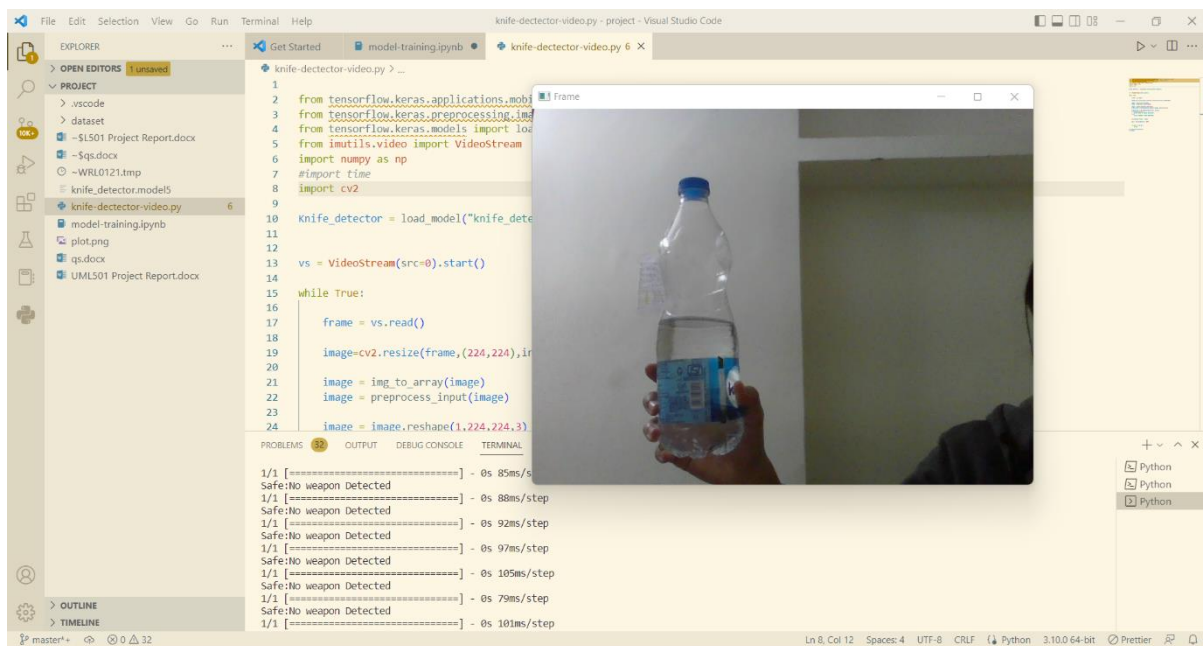 File Edit Selection View Go Run Terminal Help
knife-dectector-video.py - project - Visual Studio Code
EXPLORER
Get Started
model-training.ipynb
knife-dectector-video.py 6
OPEN EDITORS 1 unsaved
PROJECT
.vscode
dataset
~$L501 Project Report.docx
~$qs.docx
~WRL0121.tmp
knife_detector.model5
knife-dectector-video.py 6
model-training.ipynb
plot.png
qs.docx
UML501 Project Report.docx
OUTLINE
TIMELINE
1
10K+
knife-dectector-video.py > ...
1
2 from tensorflow.keras.applications.mobi
3 from tensorflow.keras.preprocessing.ima
4 from tensorflow.keras.models import loa
5 from imutils.video import VideoStream
6 import numpy as np
7 #import time
8 import cv2
9
10 Knife_detector = load_model("knife_dete
11
12
13 vs = VideoStream(src=0).start()
14
15 while True:
16
17 frame = vs.read()
18
19 image=cv2.resize(frame,(224,224),in
20
21 image = img_to_array(image)
22 image = preprocess_input(image)
23
24 image = image.reshape(1,224,224,3)
Frame
PROBLEMS 32 OUTPUT DEBUG CONSOLE TERMINAL
1/1 [==============================] - 0s 85ms/s
Safe:No weapon Detected
1/1 [==============================] - 0s 88ms/step
Safe:No weapon Detected
1/1 [==============================] - 0s 92ms/step
Safe:No weapon Detected
1/1 [==============================] - 0s 97ms/step
Safe:No weapon Detected
1/1 [==============================] - 0s 105ms/step
Safe:No weapon Detected
1/1 [==============================] - 0s 79ms/step
Safe:No weapon Detected
1/1 [==============================] - 0s 101ms/step
Python
Python
Python
master*+ 0 32
Ln 8, Col 12 Spaces: 4 UTF-8 CRLF Python 3.10.0 64-bit Prettier